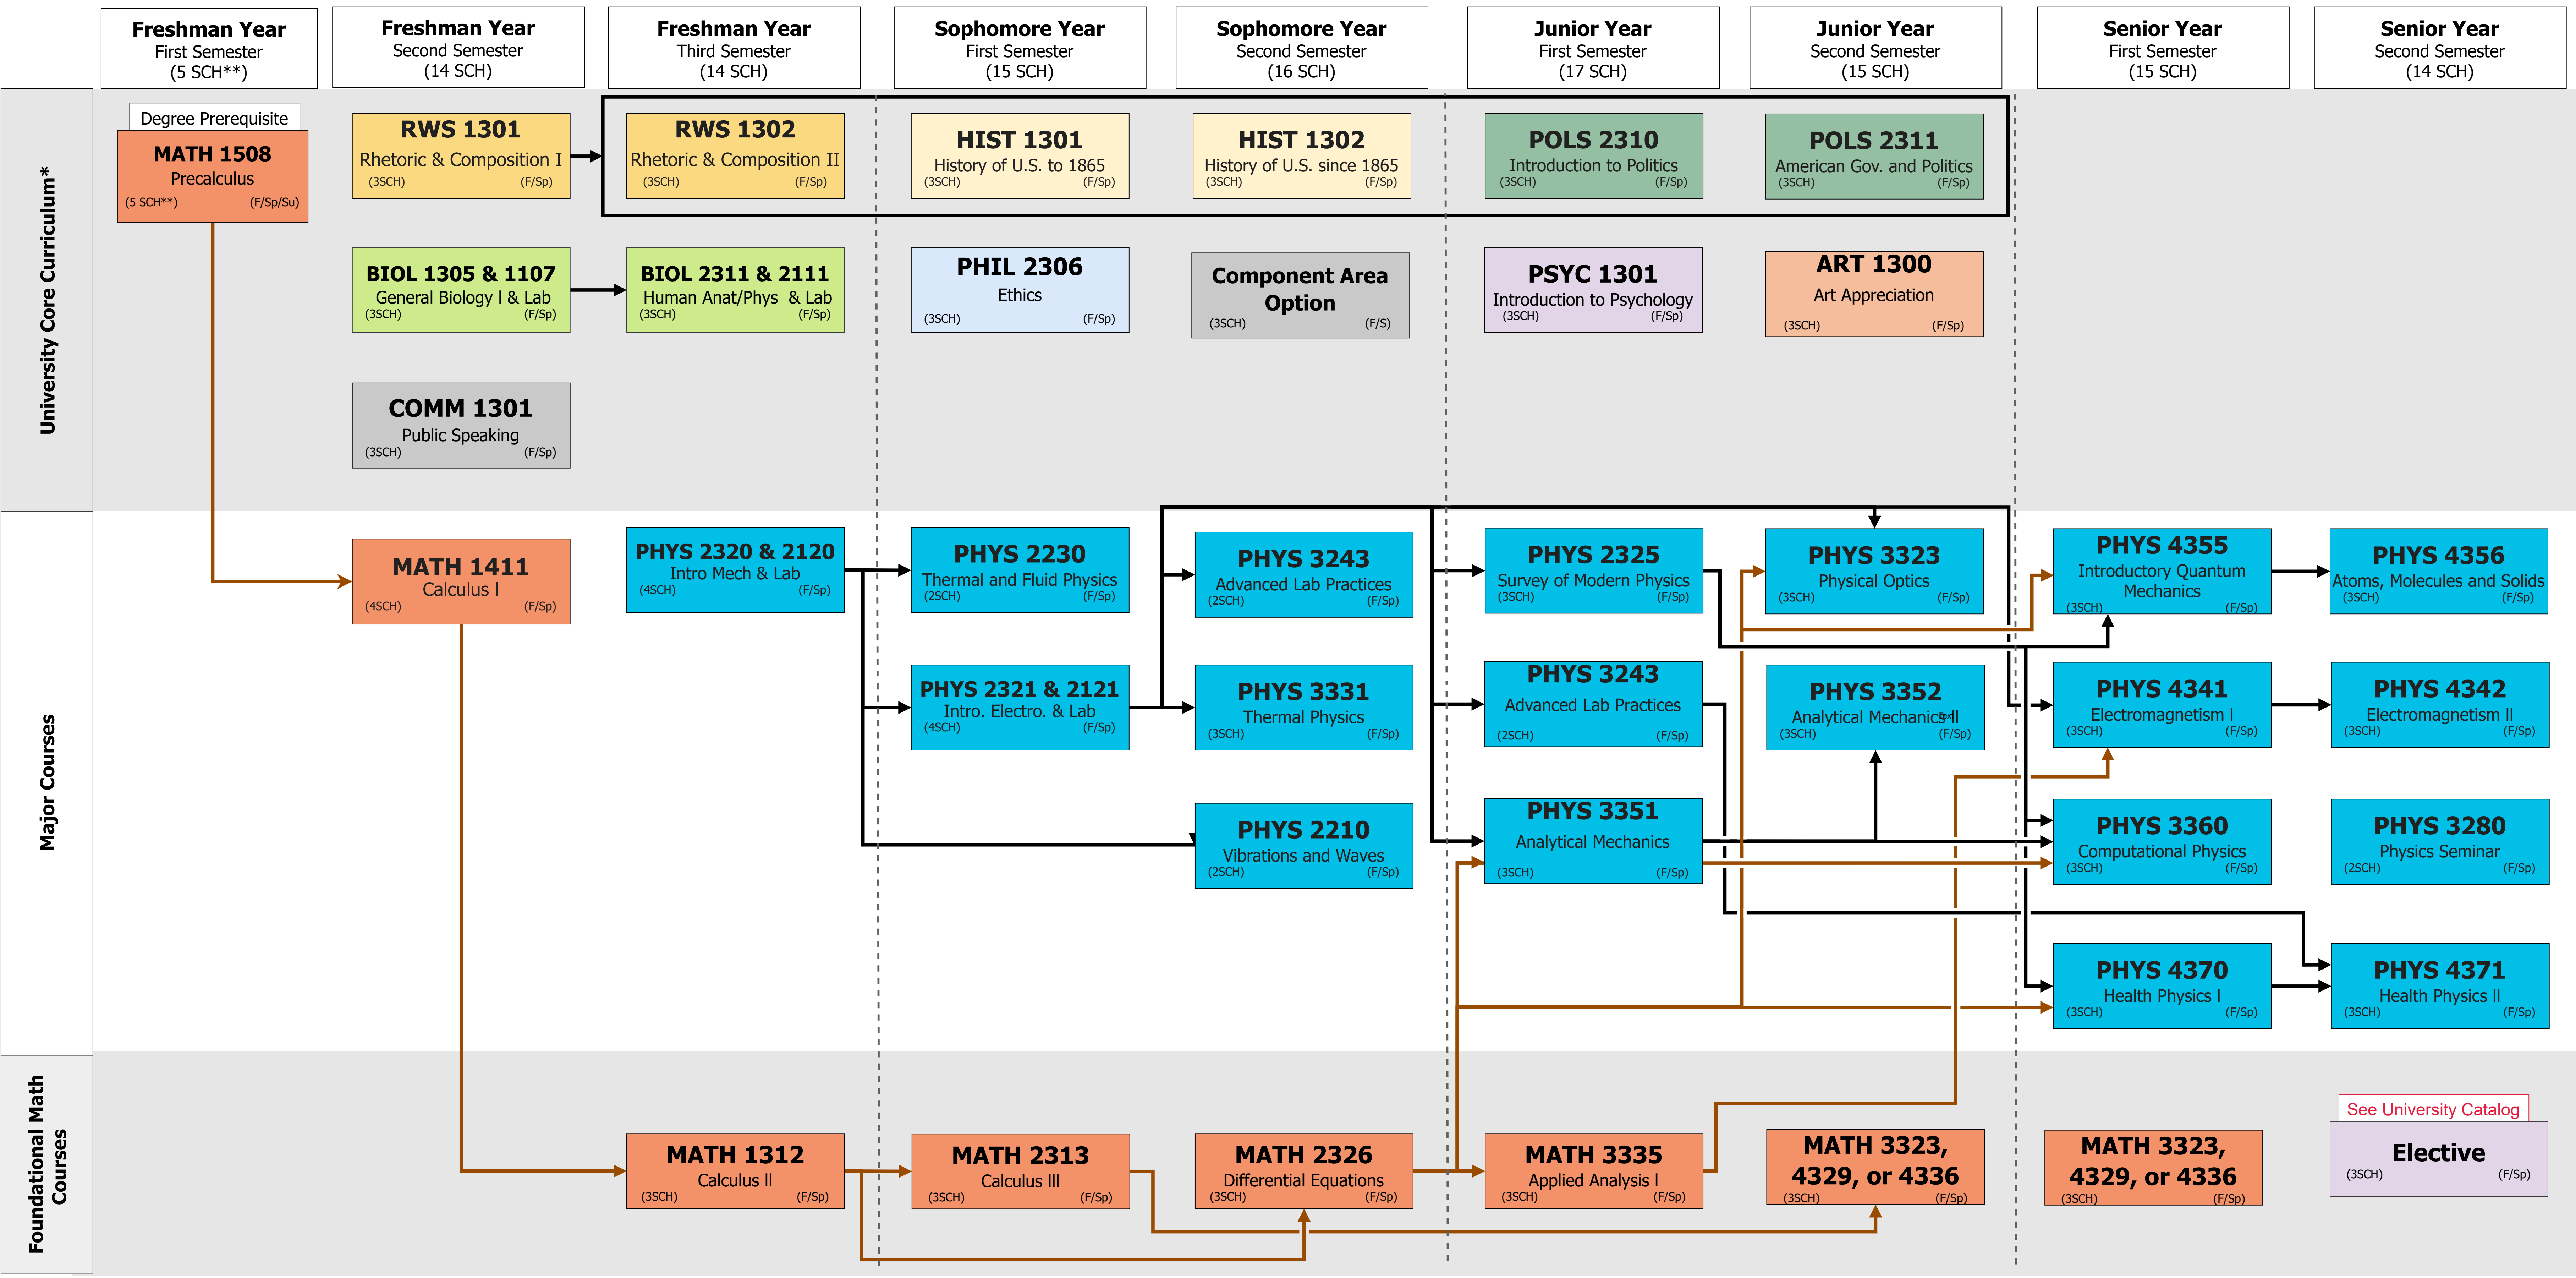 Freshman Year
First Semester
(5 SCH**)
Freshman Year
Second Semester
(14 SCH)
Freshman Year
Third Semester
(14 SCH)
Sophomore Year
First Semester
(15 SCH)
Sophomore Year
Second Semester
(16 SCH)
Junior Year
First Semester
(17 SCH)
Junior Year
Second Semester
(15 SCH)
Senior Year
First Semester
(15 SCH)
Senior Year
Second Semester
(14 SCH)
University Core Curriculum*
Degree Prerequisite
MATH 1508
Precalculus
(5 SCH**) (F/Sp/Su)
RWS 1301
Rhetoric & Composition I
(3SCH) (F/Sp)
RWS 1302
Rhetoric & Composition II
(3SCH) (F/Sp)
HIST 1301
History of U.S. to 1865
(3SCH) (F/Sp)
HIST 1302
History of U.S. since 1865
(3SCH) (F/Sp)
POLS 2310
Introduction to Politics
(3SCH) (F/Sp)
POLS 2311
American Gov. and Politics
(3SCH) (F/Sp)
BIOL 1305 & 1107
General Biology I & Lab
(3SCH) (F/Sp)
BIOL 2311 & 2111
Human Anat/Phys & Lab
(3SCH) (F/Sp)
PHIL 2306
Ethics
(3SCH) (F/Sp)
Component Area
Option
(3SCH) (F/S)
PSYC 1301
Introduction to Psychology
(3SCH) (F/Sp)
ART 1300
Art Appreciation
(3SCH) (F/Sp)
COMM 1301
Public Speaking
(3SCH) (F/Sp)
Major Courses
MATH 1411
Calculus I
(4SCH) (F/Sp)
PHYS 2320 & 2120
Intro Mech & Lab
(4SCH) (F/Sp)
PHYS 2230
Thermal and Fluid Physics
(2SCH) (F/Sp)
PHYS 3243
Advanced Lab Practices
(2SCH) (F/Sp)
PHYS 2325
Survey of Modern Physics
(3SCH) (F/Sp)
PHYS 3323
Physical Optics
(3SCH) (F/Sp)
PHYS 4355
Introductory Quantum
Mechanics
(3SCH) (F/Sp)
PHYS 4356
Atoms, Molecules and Solids
(3SCH) (F/Sp)
PHYS 2321 & 2121
Intro. Electro. & Lab
(4SCH) (F/Sp)
PHYS 3331
Thermal Physics
(3SCH) (F/Sp)
PHYS 3243
Advanced Lab Practices
(2SCH) (F/Sp)
PHYS 3352
Analytical Mechanics II
(3SCH) (F/Sp)
PHYS 4341
Electromagnetism I
(3SCH) (F/Sp)
PHYS 4342
Electromagnetism II
(3SCH) (F/Sp)
PHYS 2210
Vibrations and Waves
(2SCH) (F/Sp)
PHYS 3351
Analytical Mechanics
(3SCH) (F/Sp)
PHYS 3360
Computational Physics
(3SCH) (F/Sp)
PHYS 3280
Physics Seminar
(2SCH) (F/Sp)
PHYS 4370
Health Physics I
(3SCH) (F/Sp)
PHYS 4371
Health Physics II
(3SCH) (F/Sp)
Foundational Math
Courses
MATH 1312
Calculus II
(3SCH) (F/Sp)
MATH 2313
Calculus III
(3SCH) (F/Sp)
MATH 2326
Differential Equations
(3SCH) (F/Sp)
MATH 3335
Applied Analysis I
(3SCH) (F/Sp)
MATH 3323,
4329, or 4336
(3SCH) (F/Sp)
MATH 3323,
4329, or 4336
(3SCH) (F/Sp)
See University Catalog
Elective
(3SCH) (F/Sp)